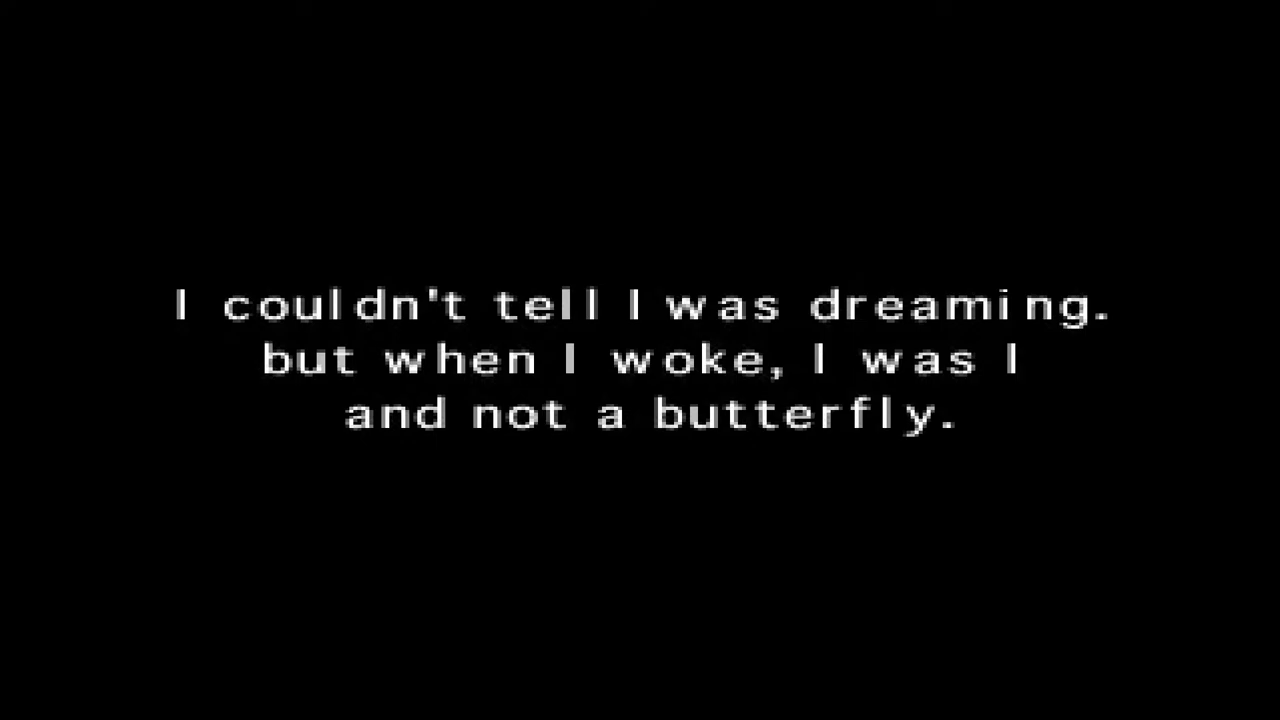 I couldn't tell I was dreaming.
but when I woke, I was I
and not a butterfly.